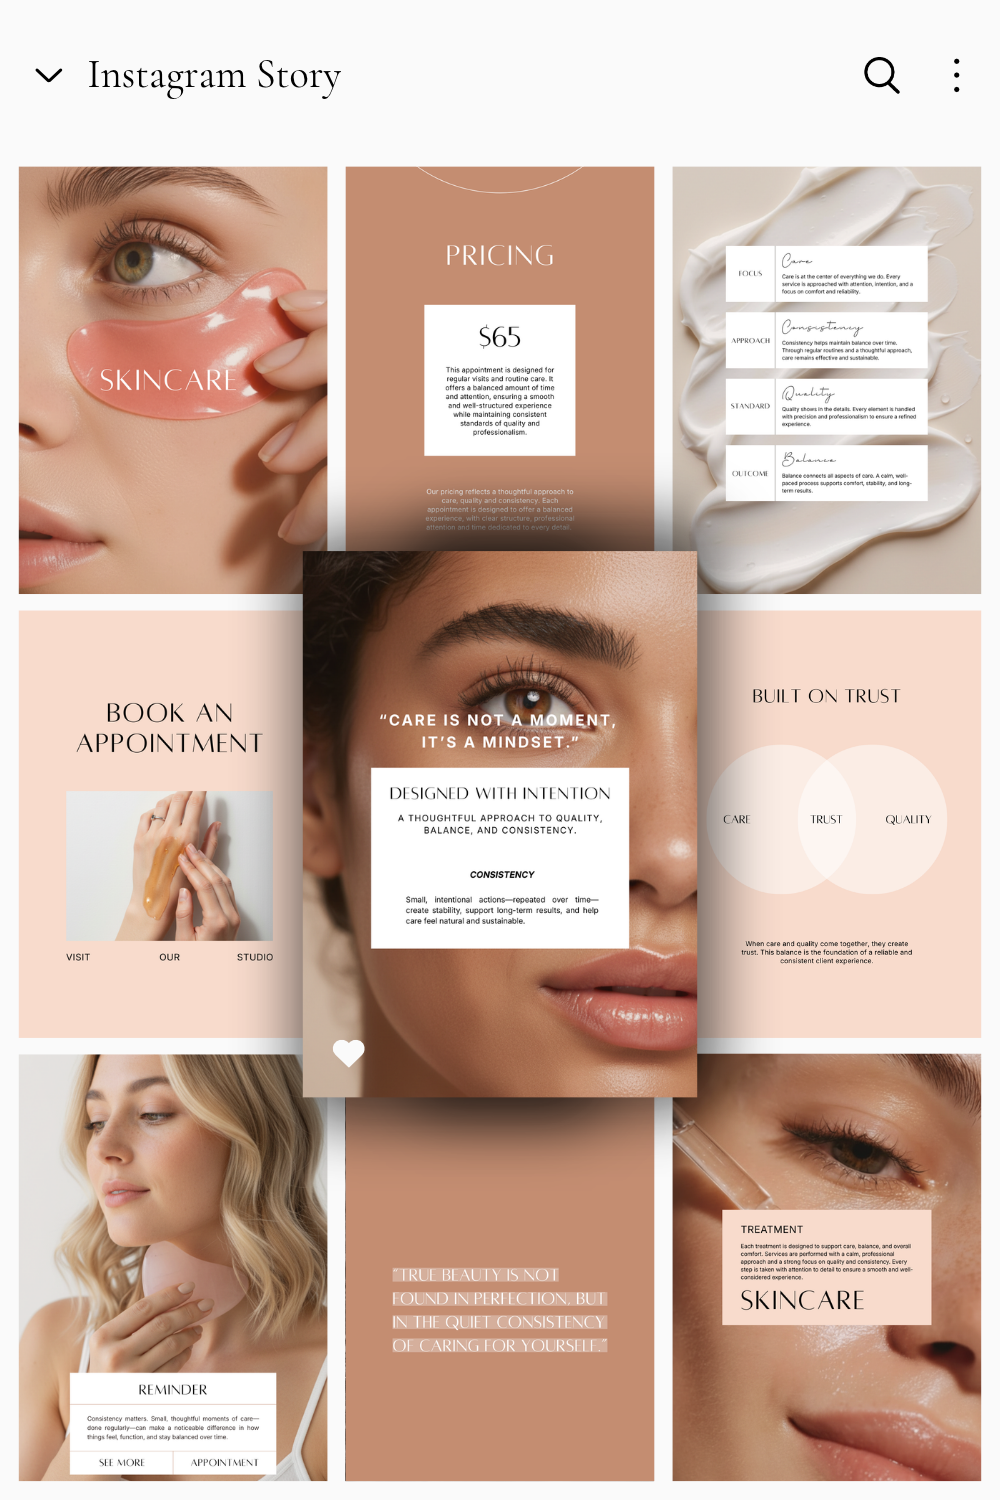 Instagram Story
SKINCARE
PRICING
$65
This appointment is designed for
regular visits and routine care. It
offers a balanced amount of time
and attention, ensuring a smooth
and well-structured experience
while maintaining consistent
standards of quality and
professionalism.
Our pricing reflects a thoughtful approach to
care, quality and consistency. Each
appointment is designed to offer a balanced
experience, with clear structure, professional
attention and time dedicated to every detail.
FOCUS
Care
Care is at the center of everything we do. Every
service is approached with attention, intention, and a
focus on comfort and reliability.
APPROACH
Consistency
Consistency helps maintain balance over time.
Through regular routines and a thoughtful approach,
care remains effective and sustainable.
STANDARD
Quality
Quality shows in the details. Every element is handled
with precision and professionalism to ensure a refined
experience.
OUTCOME
Balance
Balance connects all aspects of care. A calm, well-
paced process supports comfort, stability, and long-
term results.
BOOK AN
APPOINTMENT
VISIT OUR STUDIO
“CARE IS NOT A MOMENT,
IT’S A MINDSET.”
DESIGNED WITH INTENTION
A THOUGHTFUL APPROACH TO QUALITY,
BALANCE, AND CONSISTENCY.
CONSISTENCY
Small, intentional actions—repeated over time—
create stability, support long-term results, and help
care feel natural and sustainable.
BUILT ON TRUST
CARE TRUST QUALITY
When care and quality come together, they create
trust. This balance is the foundation of a reliable and
consistent client experience.
REMINDER
Consistency matters. Small, thoughtful moments of care—
done regularly—can make a noticeable difference in how
things feel, function, and stay balanced over time.
SEE MORE APPOINTMENT
“TRUE BEAUTY IS NOT
FOUND IN PERFECTION, BUT
IN THE QUIET CONSISTENCY
OF CARING FOR YOURSELF.”
TREATMENT
Each treatment is designed to support care, balance, and overall
comfort. Services are performed with a calm, professional
approach and a strong focus on quality and consistency. Every
step is taken with attention to detail to ensure a smooth and well-
considered experience.
SKINCARE